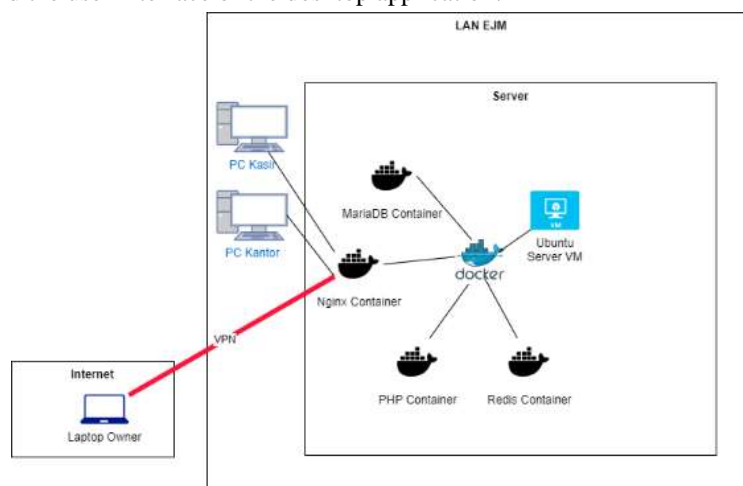 LAN EJM
Server
PC Kasir
MariaDB Container
VM
PC Kantor
Ubuntu
Server VM
docker
Nginx Container
VPN
Internet
PHP Container
Redis Container
Laptop Owner